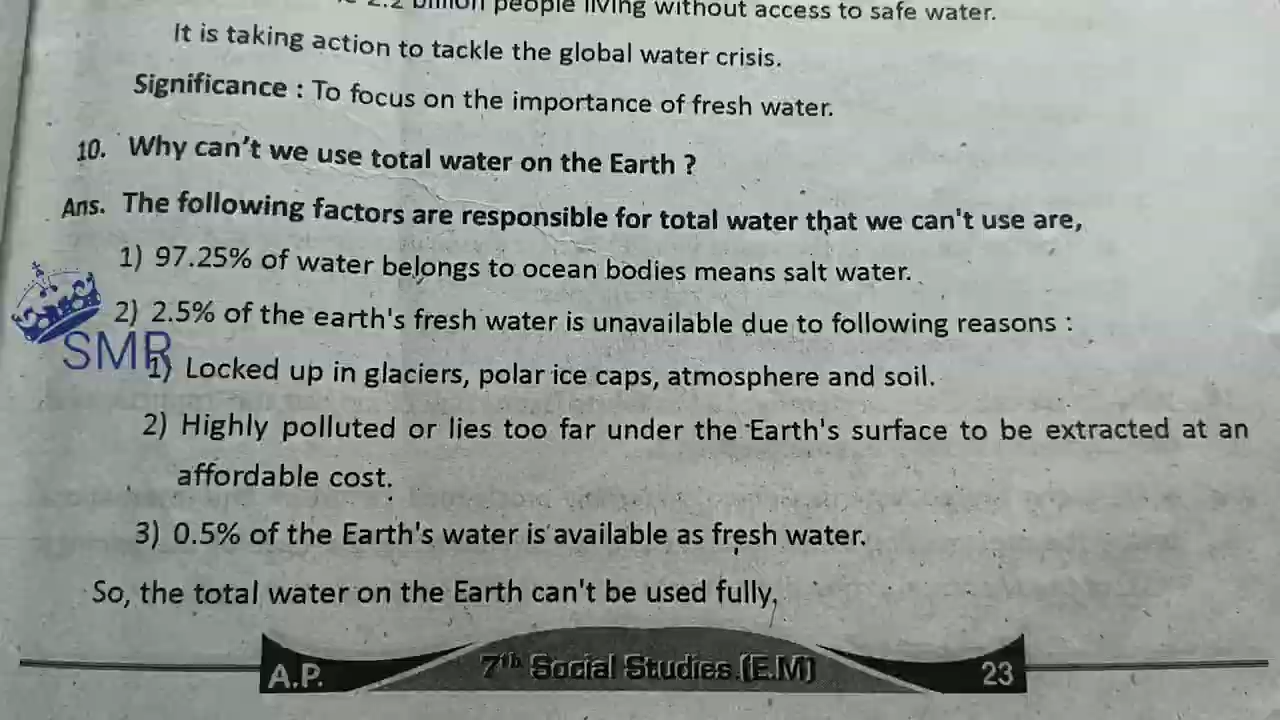 2.2 billion people living without access to safe water.
It is taking action to tackle the global water crisis.
Significance : To focus on the importance of fresh water.
10. Why can't we use total water on the Earth ?
Ans. The following factors are responsible for total water that we can't use are,
1) 97.25% of water belongs to ocean bodies means salt water.
2) 2.5% of the earth's fresh water is unavailable due to following reasons :
SMR
1) Locked up in glaciers, polar ice caps, atmosphere and soil.
2) Highly polluted or lies too far under the Earth's surface to be extracted at an
affordable cost.
3) 0.5% of the Earth's water is available as fresh water.
So, the total water on the Earth can't be used fully,
A.P. 7th Social Studies (E.M) 23